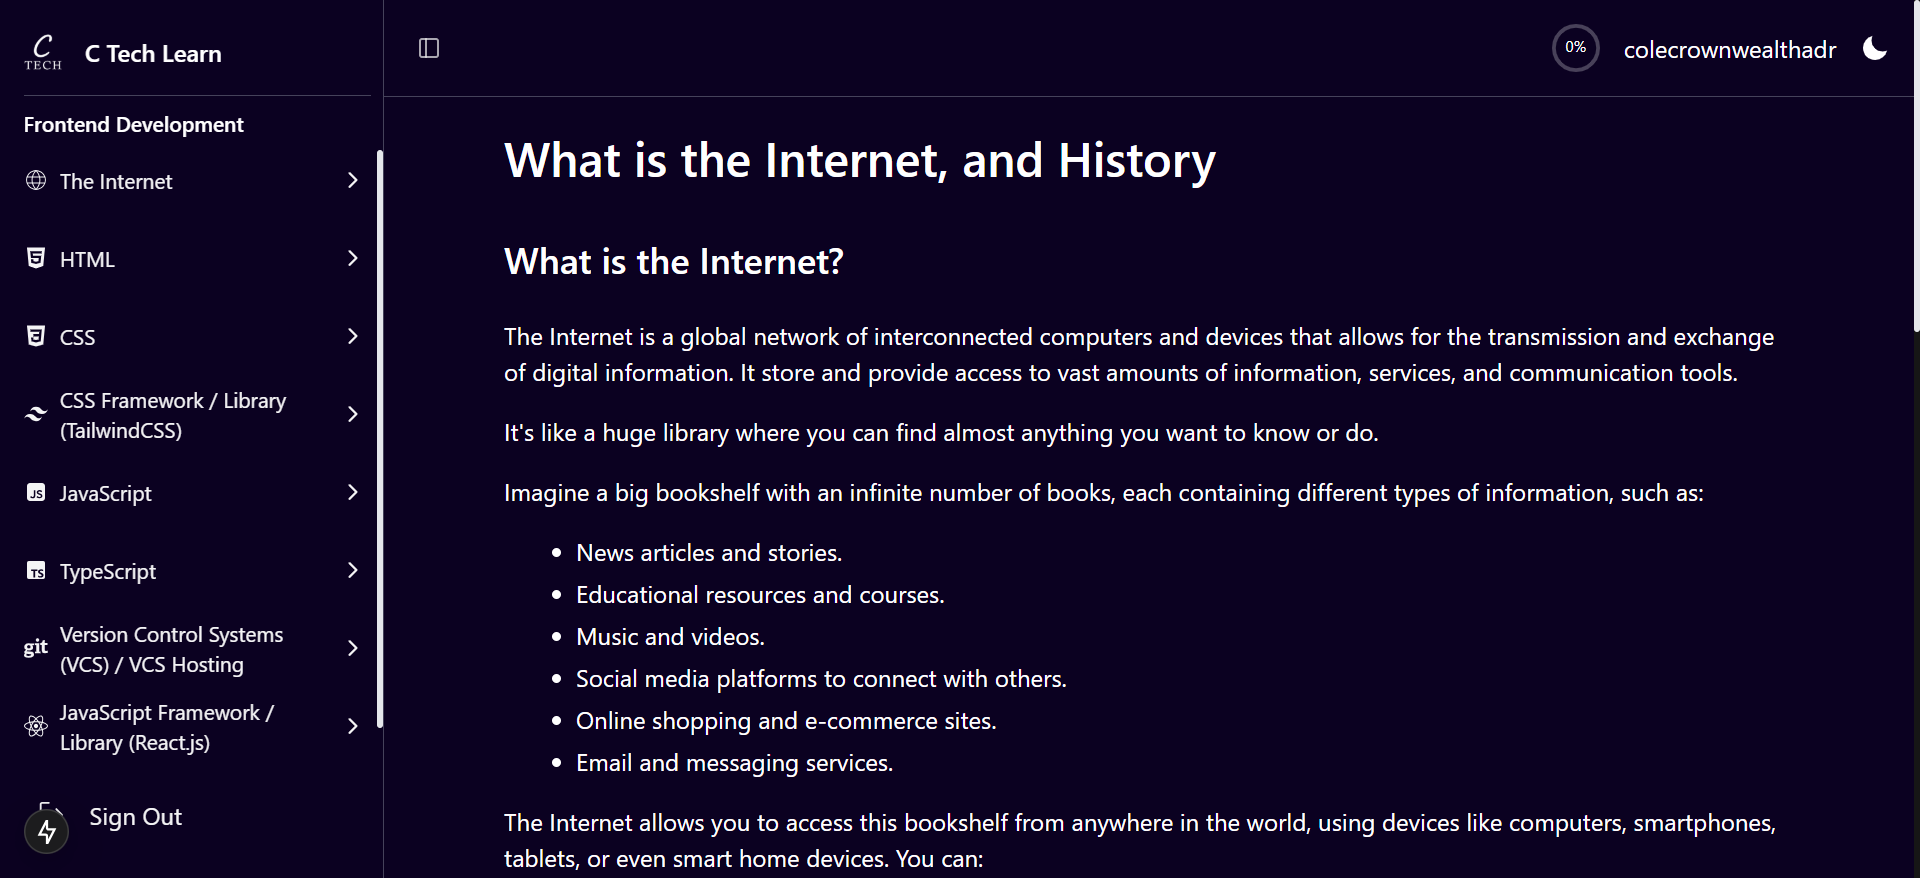 C
TECH
C Tech Learn
Frontend Development
The Internet
HTML
CSS
CSS Framework / Library
(TailwindCSS)
JS
JavaScript
TS
TypeScript
git
Version Control Systems
(VCS) / VCS Hosting
JavaScript Framework /
Library (React.js)
Sign Out
0%
colecrownwealthadr
What is the Internet, and History
What is the Internet?
The Internet is a global network of interconnected computers and devices that allows for the transmission and exchange
of digital information. It store and provide access to vast amounts of information, services, and communication tools.
It's like a huge library where you can find almost anything you want to know or do.
Imagine a big bookshelf with an infinite number of books, each containing different types of information, such as:
• News articles and stories.
• Educational resources and courses.
• Music and videos.
• Social media platforms to connect with others.
• Online shopping and e-commerce sites.
• Email and messaging services.
The Internet allows you to access this bookshelf from anywhere in the world, using devices like computers, smartphones,
tablets, or even smart home devices. You can: